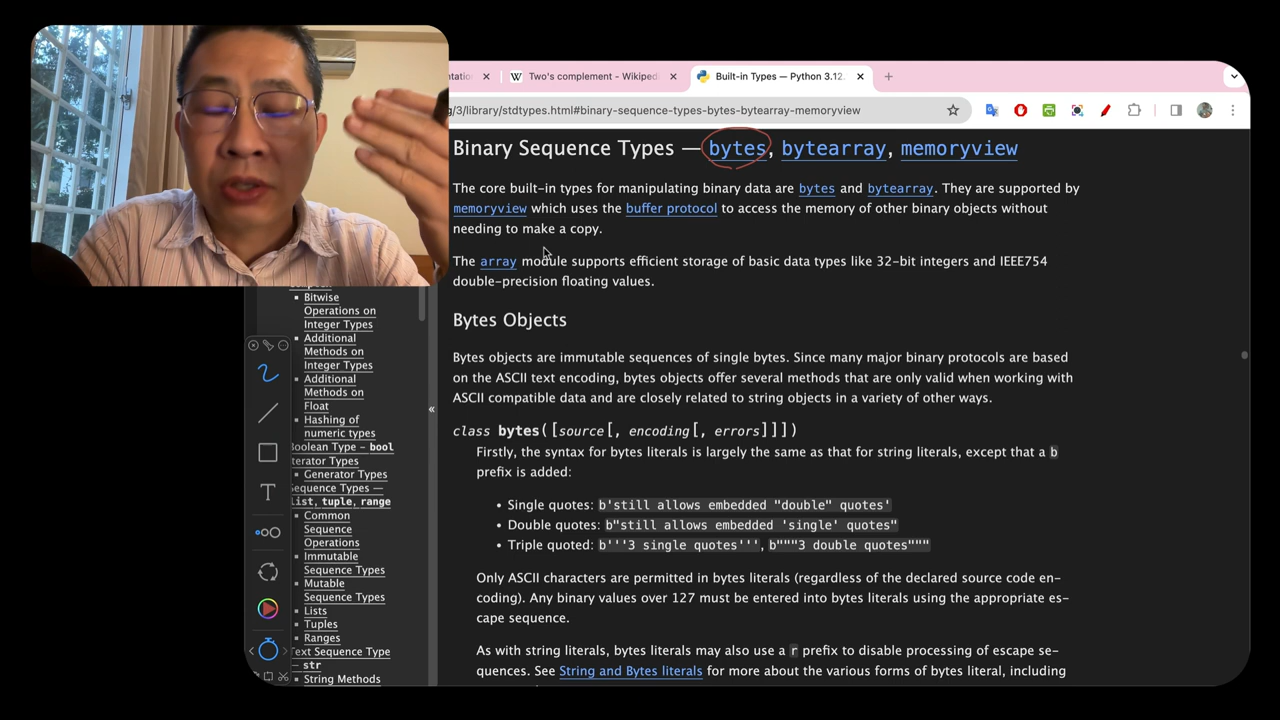 ntatio
Two's complement - Wikiped
Built-in Types — Python 3.12.
g/3/library/stdtypes.html#binary-sequence-types-bytes-bytearray-memoryview
Binary Sequence Types — bytes, bytearray, memoryview
The core built-in types for manipulating binary data are bytes and bytearray. They are supported by
memoryview which uses the buffer protocol to access the memory of other binary objects without
needing to make a copy.
The array module supports efficient storage of basic data types like 32-bit integers and IEEE754
double-precision floating values.
Bytes Objects
Bytes objects are immutable sequences of single bytes. Since many major binary protocols are based
on the ASCII text encoding, bytes objects offer several methods that are only valid when working with
ASCII compatible data and are closely related to string objects in a variety of other ways.
class bytes([source[, encoding[, errors]]])
Firstly, the syntax for bytes literals is largely the same as that for string literals, except that a b
prefix is added:
• Single quotes: b'still allows embedded "double" quotes'
• Double quotes: b"still allows embedded 'single' quotes"
• Triple quoted: b'''3 single quotes''', b"""3 double quotes"""
Only ASCII characters are permitted in bytes literals (regardless of the declared source code en-
coding). Any binary values over 127 must be entered into bytes literals using the appropriate es-
cape sequence.
As with string literals, bytes literals may also use a r prefix to disable processing of escape se-
quences. See String and Bytes literals for more about the various forms of bytes literal, including
Bitwise
Operations on
Integer Types
Additional
Methods on
Integer Types
Additional
Methods on
Float
Hashing of
numeric types
Boolean Type - bool
terator Types
Generator Types
Sequence Types —
list, tuple, range
Common
Sequence
Operations
Immutable
Sequence Types
Mutable
Sequence Types
Lists
Tuples
Ranges
Text Sequence Type
— str
String Methods
«
T